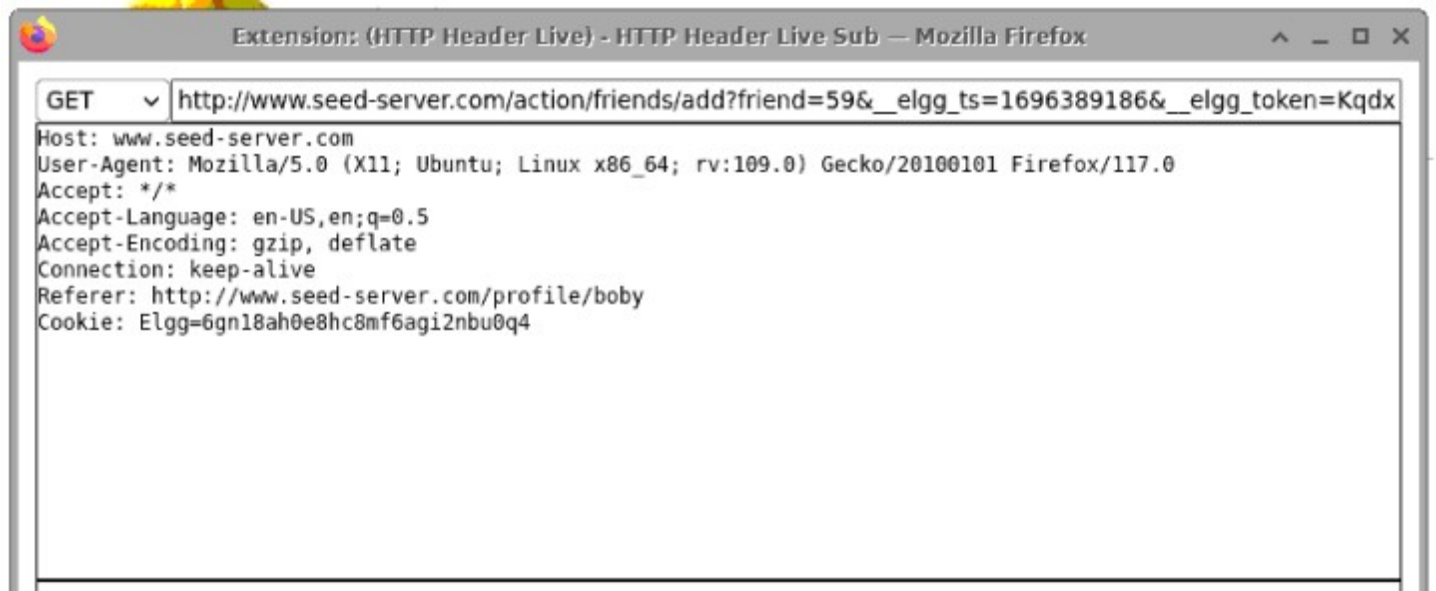 Extension: (HTTP Header Live) - HTTP Header Live Sub — Mozilla Firefox
GET http://www.seed-server.com/action/friends/add?friend=59&__elgg_ts=1696389186&__elgg_token=Kqdx
Host: www.seed-server.com
User-Agent: Mozilla/5.0 (X11; Ubuntu; Linux x86_64; rv:109.0) Gecko/20100101 Firefox/117.0
Accept: */*
Accept-Language: en-US,en;q=0.5
Accept-Encoding: gzip, deflate
Connection: keep-alive
Referer: http://www.seed-server.com/profile/boby
Cookie: Elgg=6gn18ah0e8hc8mf6agi2nbu0q4